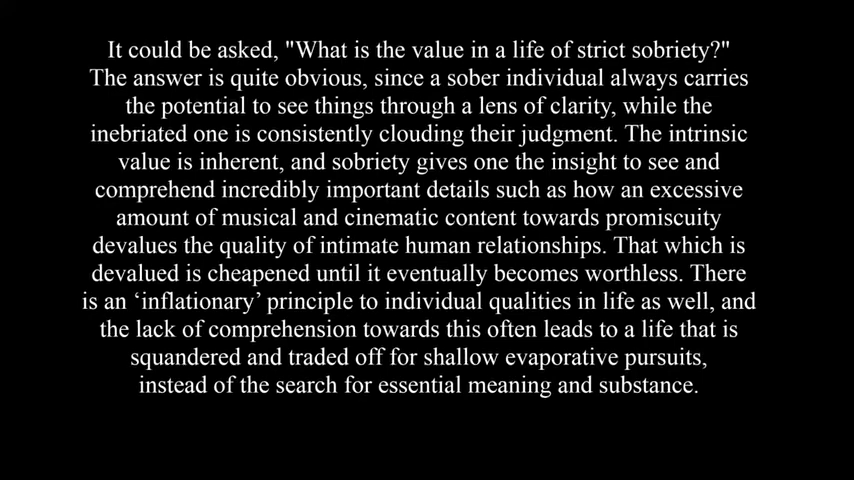 It could be asked, "What is the value in a life of strict sobriety?"
The answer is quite obvious, since a sober individual always carries
the potential to see things through a lens of clarity, while the
inebriated one is consistently clouding their judgment. The intrinsic
value is inherent, and sobriety gives one the insight to see and
comprehend incredibly important details such as how an excessive
amount of musical and cinematic content towards promiscuity
devalues the quality of intimate human relationships. That which is
devalued is cheapened until it eventually becomes worthless. There
is an ‘inflationary’ principle to individual qualities in life as well, and
the lack of comprehension towards this often leads to a life that is
squandered and traded off for shallow evaporative pursuits,
instead of the search for essential meaning and substance.